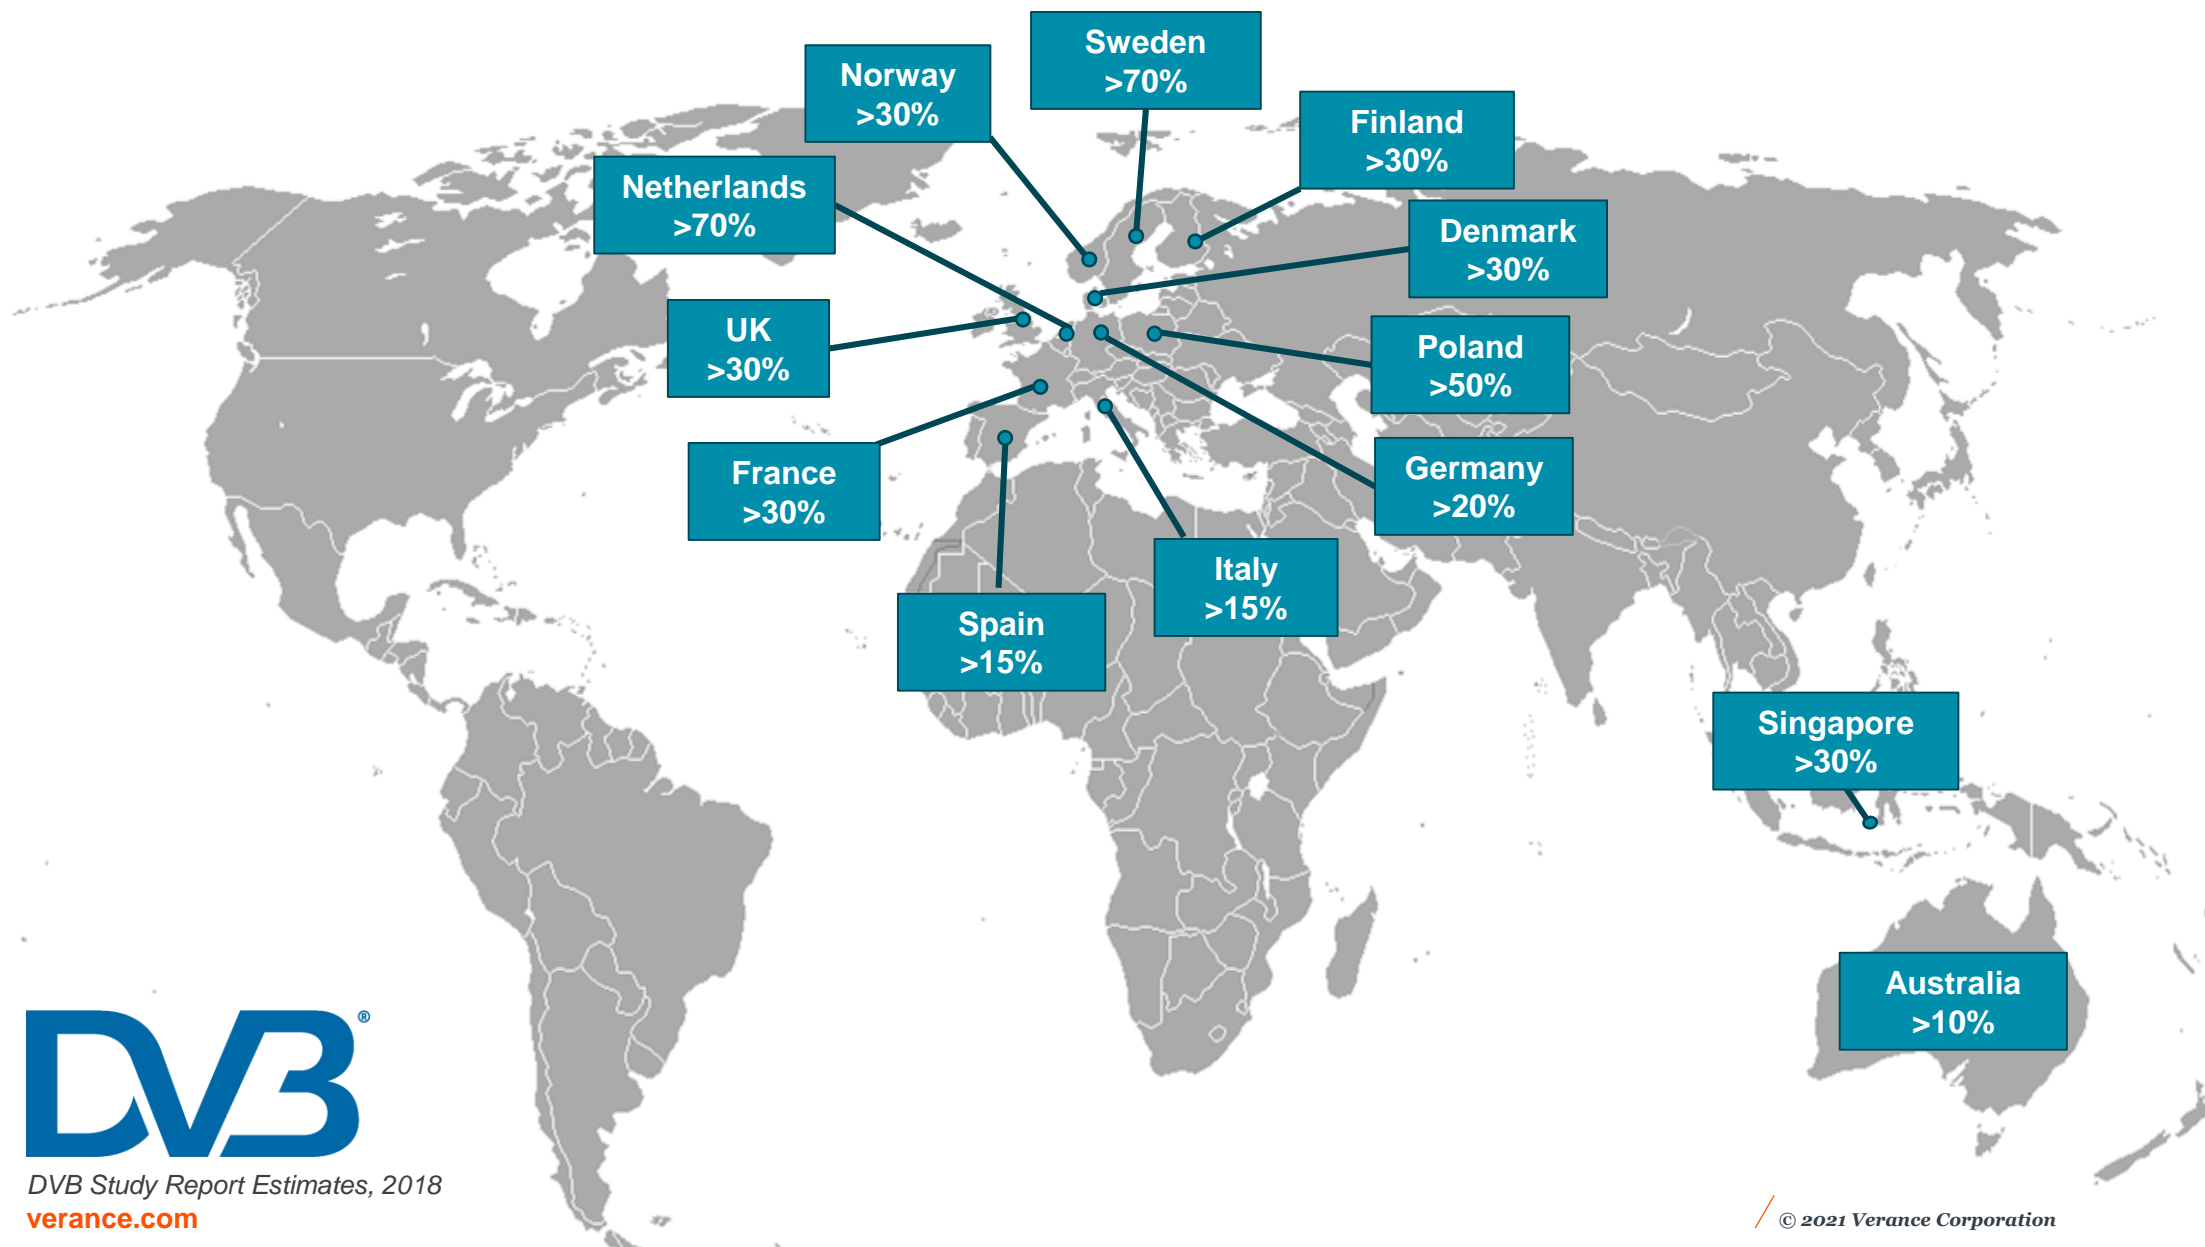 Sweden
>70%
Norway
>30%
Finland
>30%
Netherlands
>70%
Denmark
>30%
UK
>30%
Poland
>50%
France
>30%
Germany
>20%
Italy
>15%
Spain
>15%
Singapore
>30%
Australia
>10%
DVB®
DVB Study Report Estimates, 2018
verance.com
© 2021 Verance Corporation